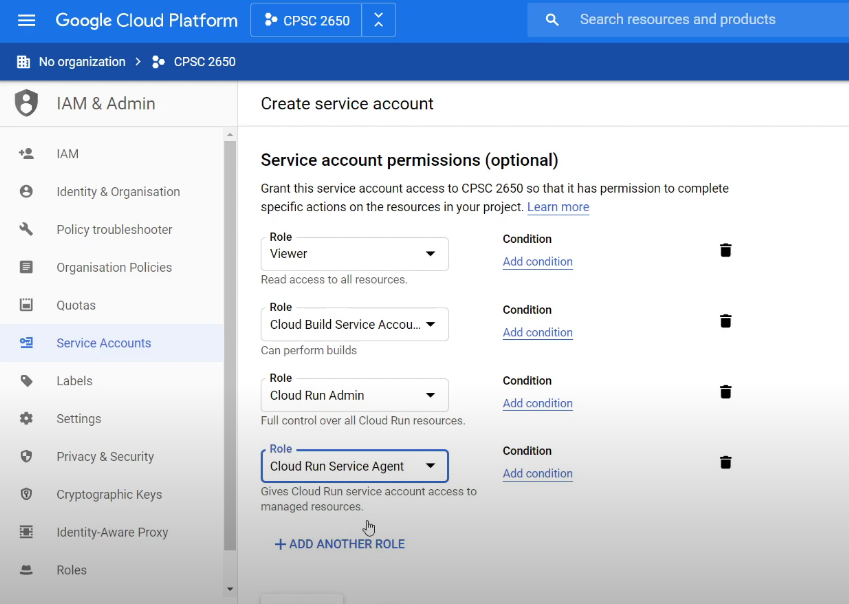 Google Cloud Platform
CPSC 2650
Search resources and products
No organization
CPSC 2650
IAM & Admin
IAM
Identity & Organisation
Policy troubleshooter
Organisation Policies
Quotas
Service Accounts
Labels
Settings
Privacy & Security
Cryptographic Keys
Identity-Aware Proxy
Roles
Create service account
Service account permissions (optional)
Grant this service account access to CPSC 2650 so that it has permission to complete
specific actions on the resources in your project. Learn more
Role
Viewer
Read access to all resources.
Condition
Add condition
Role
Cloud Build Service Accou...
Can perform builds
Condition
Add condition
Role
Cloud Run Admin
Full control over all Cloud Run resources.
Condition
Add condition
Role
Cloud Run Service Agent
Gives Cloud Run service account access to
managed resources.
Condition
Add condition
+ ADD ANOTHER ROLE